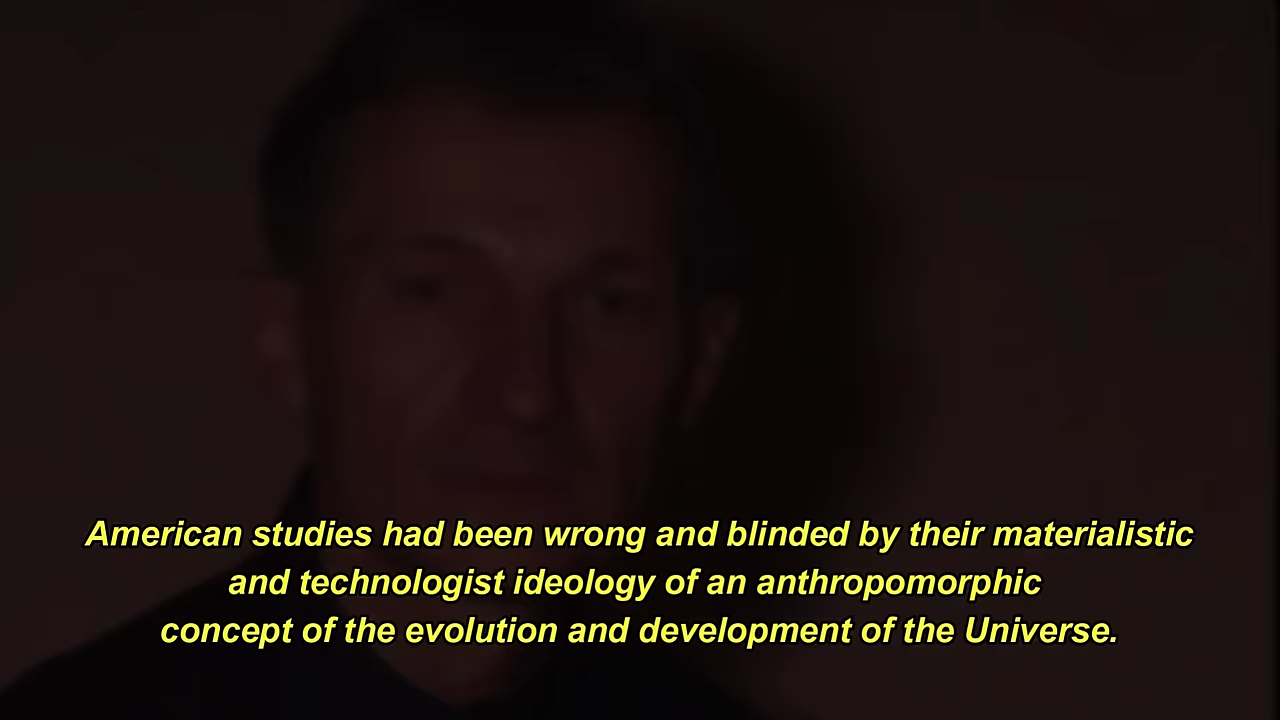 American studies had been wrong and blinded by their materialistic
and technologist ideology of an anthropomorphic
concept of the evolution and development of the Universe.